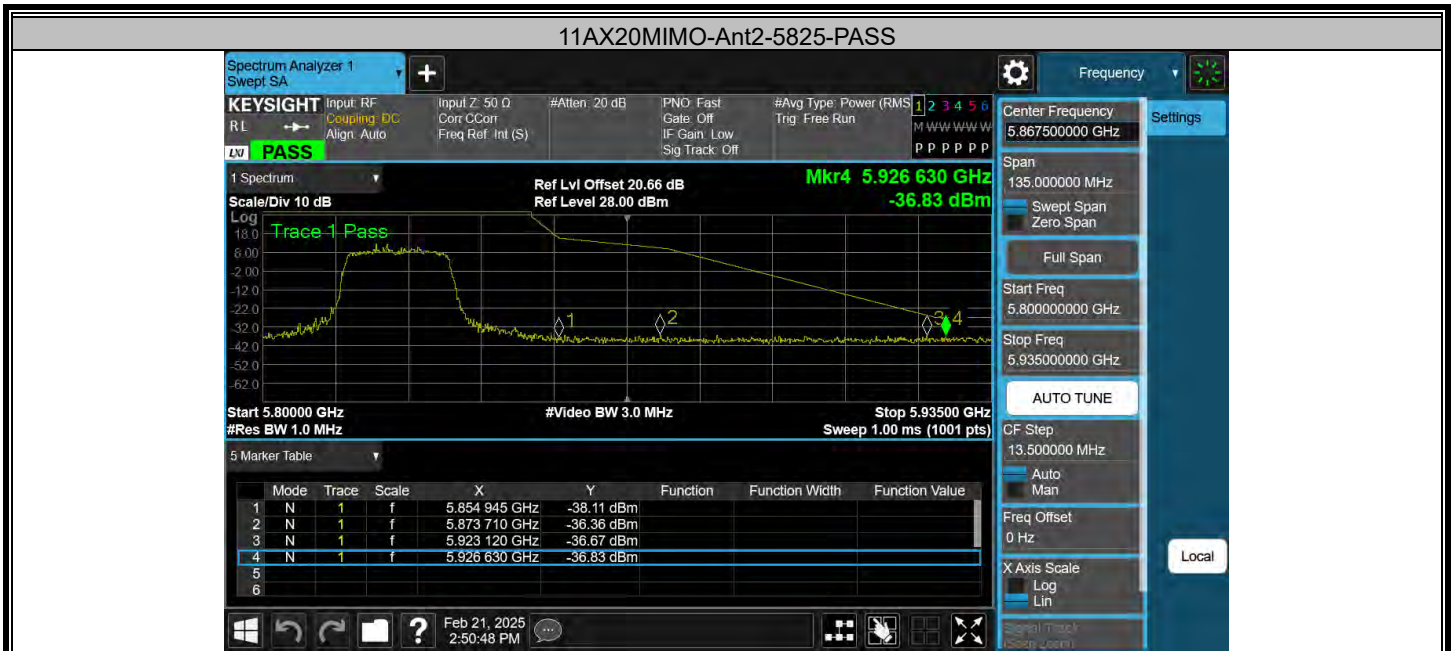 11AX20MIMO-Ant2-5825-PASS
Spectrum Analyzer 1
Swept SA
+
Frequency
KEYSIGHT
RL
LXI PASS
Input: RF
Coupling: DC
Align: Auto
Input Z: 50 Ω
Corr CCorr
Freq Ref: Int (S)
#Atten: 20 dB
PNO: Fast
Gate: Off
IF Gain: Low
Sig Track: Off
#Avg Type: Power (RMS
Trig: Free Run
1 2 3 4 5 6
M W W W W W
P P P P P P
1 Spectrum
Scale/Div 10 dB
Ref Lvl Offset 20.66 dB
Ref Level 28.00 dBm
Mkr4 5.926 630 GHz
-36.83 dBm
Log
Trace 1 Pass
18.0
8.00
-2.00
-12.0
-22.0
-32.0
-42.0
-52.0
-62.0
1 2 3 4
Start 5.80000 GHz
#Video BW 3.0 MHz
Stop 5.93500 GHz
#Res BW 1.0 MHz
Sweep 1.00 ms (1001 pts)
5 Marker Table
Mode Trace Scale X Y Function Function Width Function Value
1 N 1 f 5.854 945 GHz -38.11 dBm
2 N 1 f 5.873 710 GHz -36.36 dBm
3 N 1 f 5.923 120 GHz -36.67 dBm
4 N 1 f 5.926 630 GHz -36.83 dBm
5
6
?
Feb 21, 2025
2:50:48 PM
Center Frequency
5.867500000 GHz
Settings
Span
135.000000 MHz
Swept Span
Zero Span
Full Span
Start Freq
5.800000000 GHz
Stop Freq
5.935000000 GHz
AUTO TUNE
CF Step
13.500000 MHz
Auto
Man
Freq Offset
0 Hz
X Axis Scale
Log
Lin
Local
Signal Track
(Span Zoom)